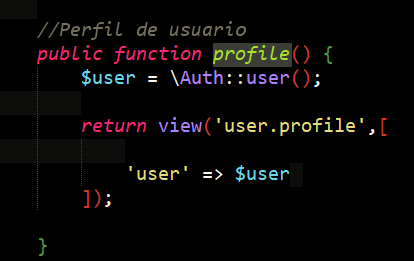 //Perfil de usuario
public function profile() {
$user = \Auth::user();
return view('user.profile',[
'user' => $user
]);
}